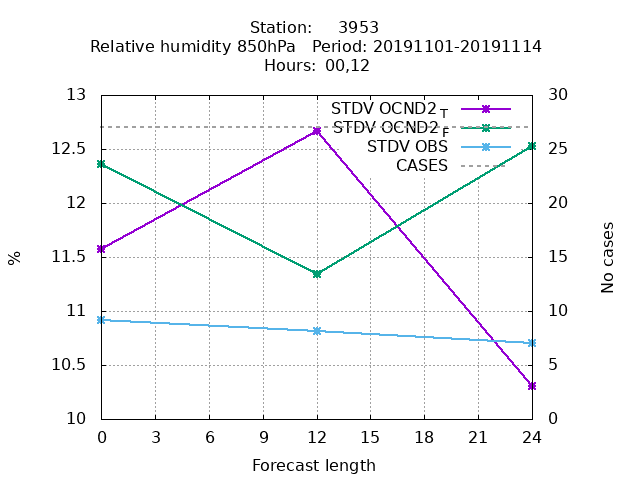 Station: 3953
Relative humidity 850hPa Period: 20191101-20191114
Hours: 00,12
13 30
STDV OCND2_T
STDV OCND2_F
12.5 STDV OBS 25
CASES
12 20
11.5 15
% No cases
11 10
10.5 5
10 0
0 3 6 9 12 15 18 21 24
Forecast length